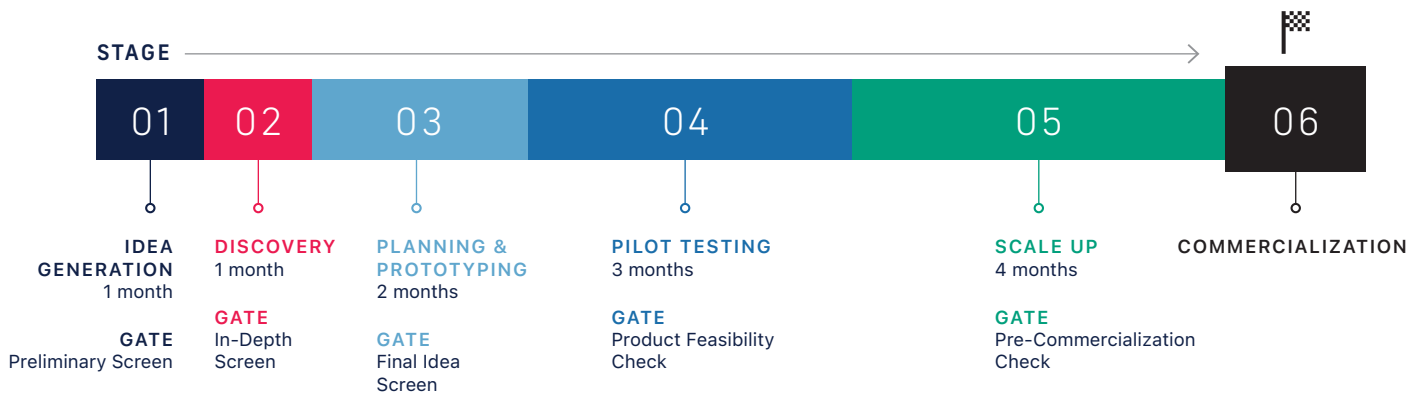 STAGE
01
02
03
04
05
06
IDEA
GENERATION
1 month
GATE
Preliminary Screen
DISCOVERY
1 month
GATE
In-Depth
Screen
PLANNING &
PROTOTYPING
2 months
GATE
Final Idea
Screen
PILOT TESTING
3 months
GATE
Product Feasibility
Check
SCALE UP
4 months
GATE
Pre-Commercialization
Check
COMMERCIALIZATION